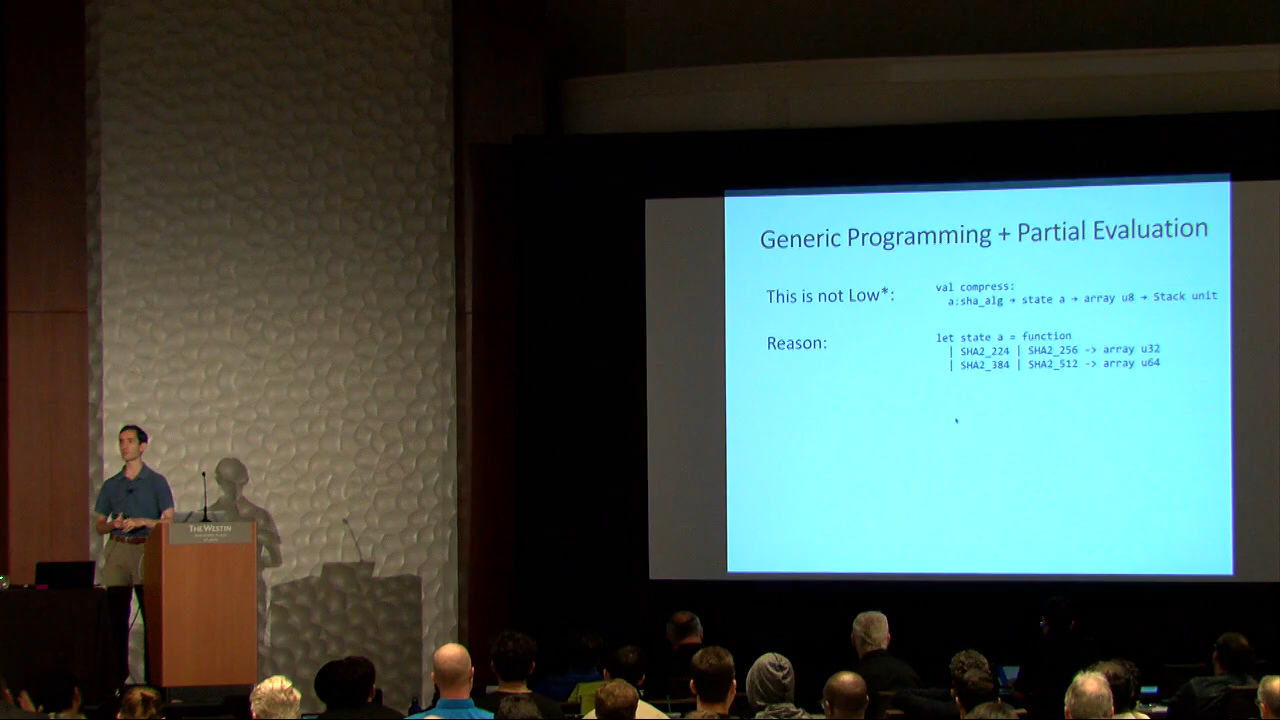 Generic Programming + Partial Evaluation
This is not Low*:
val compress:
a:sha_alg → state a → array u8 → Stack unit
Reason:
let state a = function
| SHA2_224 | SHA2_256 -> array u32
| SHA2_384 | SHA2_512 -> array u64
THE WESTIN